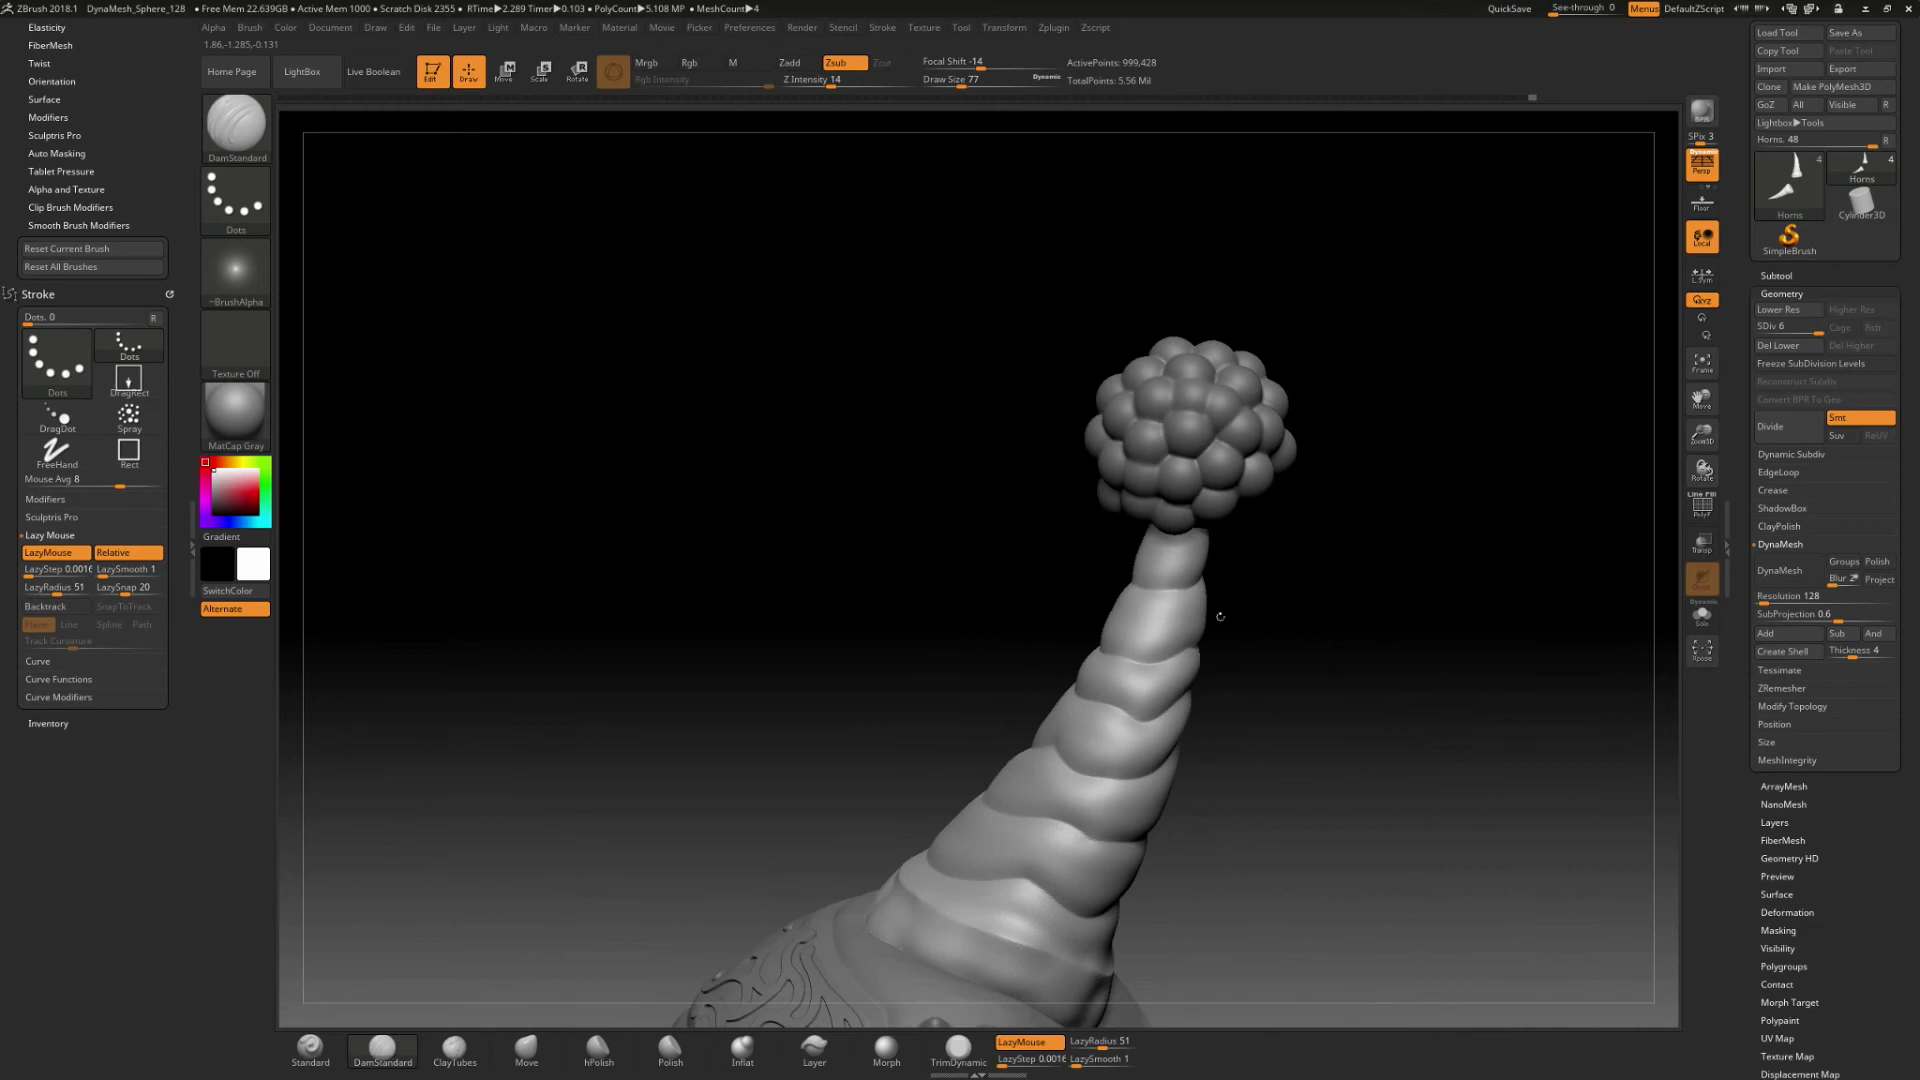 ZBrush 2018.1 DynaMesh_Sphere_128 • Free Mem 22.639GB • Active Mem 1000 • Scratch Disk 2355 • RTime▶2.289 Timer▶0.103 • PolyCount▶5.108 MP • MeshCount▶4 QuickSave See-through 0 Menus DefaultZScript
Elasticity
FiberMesh
Twist
Orientation
Surface
Modifiers
Sculptris Pro
Auto Masking
Tablet Pressure
Alpha and Texture
Clip Brush Modifiers
Smooth Brush Modifiers
Reset Current Brush
Reset All Brushes
Stroke
Dots. 0 R
Dots
Dots DragRect
DragDot Spray
FreeHand Rect
Mouse Avg 8
Modifiers
Sculptris Pro
Lazy Mouse
LazyMouse Relative
LazyStep 0.0016 LazySmooth 1
LazyRadius 51 LazySnap 20
Backtrack SnapToTrack
Plane Line Spline Path
Track Curvature
Curve
Curve Functions
Curve Modifiers
Inventory
Alpha Brush Color Document Draw Edit File Layer Light Macro Marker Material Movie Picker Preferences Render Stencil Stroke Texture Tool Transform Zplugin Zscript
1.86,-1.285,-0.131
Home Page LightBox Live Boolean Edit Draw Move Scale Rotate
Mrgb Rgb M Zadd Zsub Zcut Focal Shift -14 ActivePoints: 999,428
Rgb Intensity Z Intensity 14 Draw Size 77 Dynamic TotalPoints: 5.56 Mil
DamStandard
Dots
~BrushAlpha
Texture Off
MatCap Gray
Gradient
SwitchColor
Alternate
BPR
SPix 3
Dynamic
Persp
Floor
Local
L.Sym
XYZ
Frame
Move
Zoom3D
Rotate
Line Fill
PolyF
Transp
Dynamic
Solo
Xpose
Load Tool Save As
Copy Tool Paste Tool
Import Export
Clone Make PolyMesh3D
GoZ All Visible R
Lightbox▶Tools
Horns. 48 R
4 4
Horns
Horns Cylinder3D
SimpleBrush
Subtool
Geometry
Lower Res Higher Res
SDiv 6 Cage Rstr
Del Lower Del Higher
Freeze SubDivision Levels
Reconstruct Subdiv
Convert BPR To Geo
Divide Smt
Suv ReUV
Dynamic Subdiv
EdgeLoop
Crease
ShadowBox
ClayPolish
DynaMesh
DynaMesh Groups Polish
Blur 2 Project
Resolution 128
SubProjection 0.6
Add Sub And
Create Shell Thickness 4
Tessimate
ZRemesher
Modify Topology
Position
Size
MeshIntegrity
ArrayMesh
NanoMesh
Layers
FiberMesh
Geometry HD
Preview
Surface
Deformation
Masking
Visibility
Polygroups
Contact
Morph Target
Polypaint
UV Map
Texture Map
Displacement Map
Standard DamStandard ClayTubes Move hPolish Polish Inflat Layer Morph TrimDynamic
LazyMouse LazyRadius 51
LazyStep 0.0016 LazySmooth 1